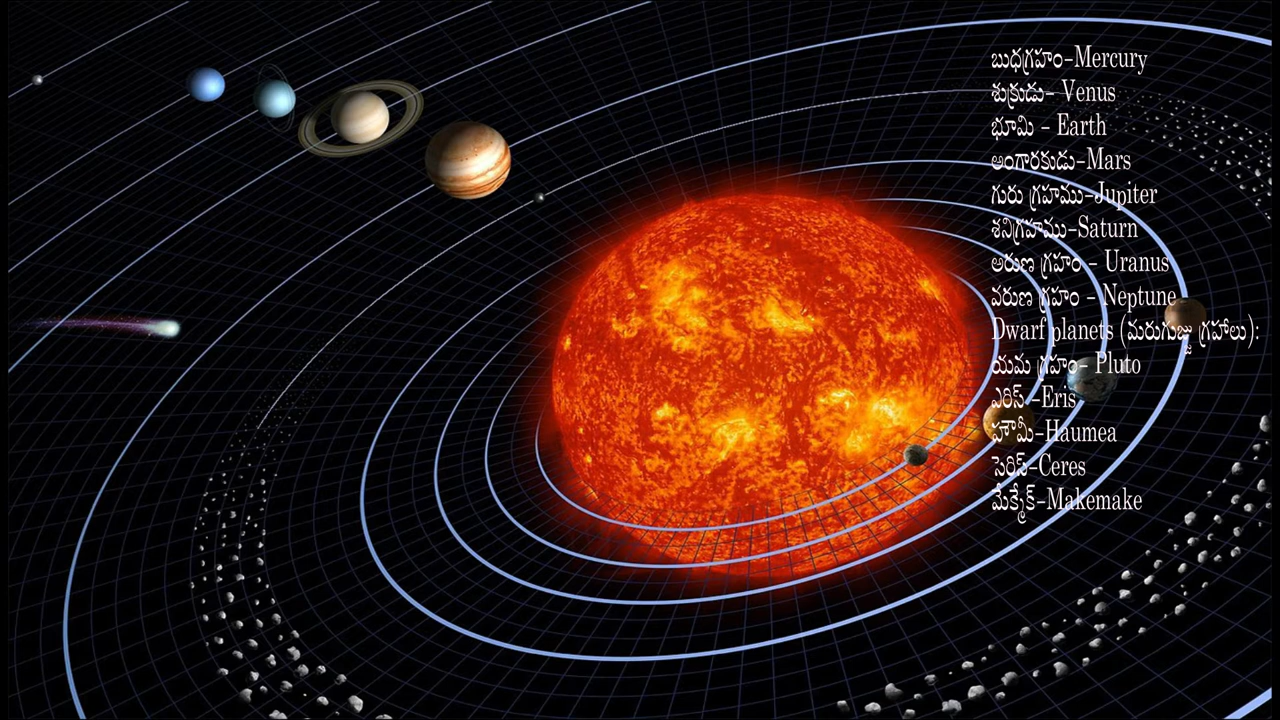 బుధగ్రహం-Mercury
శుక్రుడు- Venus
భూమి - Earth
అంగారకుడు-Mars
గురు గ్రహము-Jupiter
శనిగ్రహము-Saturn
అరుణ గ్రహం - Uranus
వరుణ గ్రహం - Neptune
Dwarf planets (మరుగుజ్జు గ్రహాలు):
యమ గ్రహం- Pluto
ఎరిస్ -Eris
హౌమీ-Haumea
సెరిస్-Ceres
మేక్మేక్-Makemake